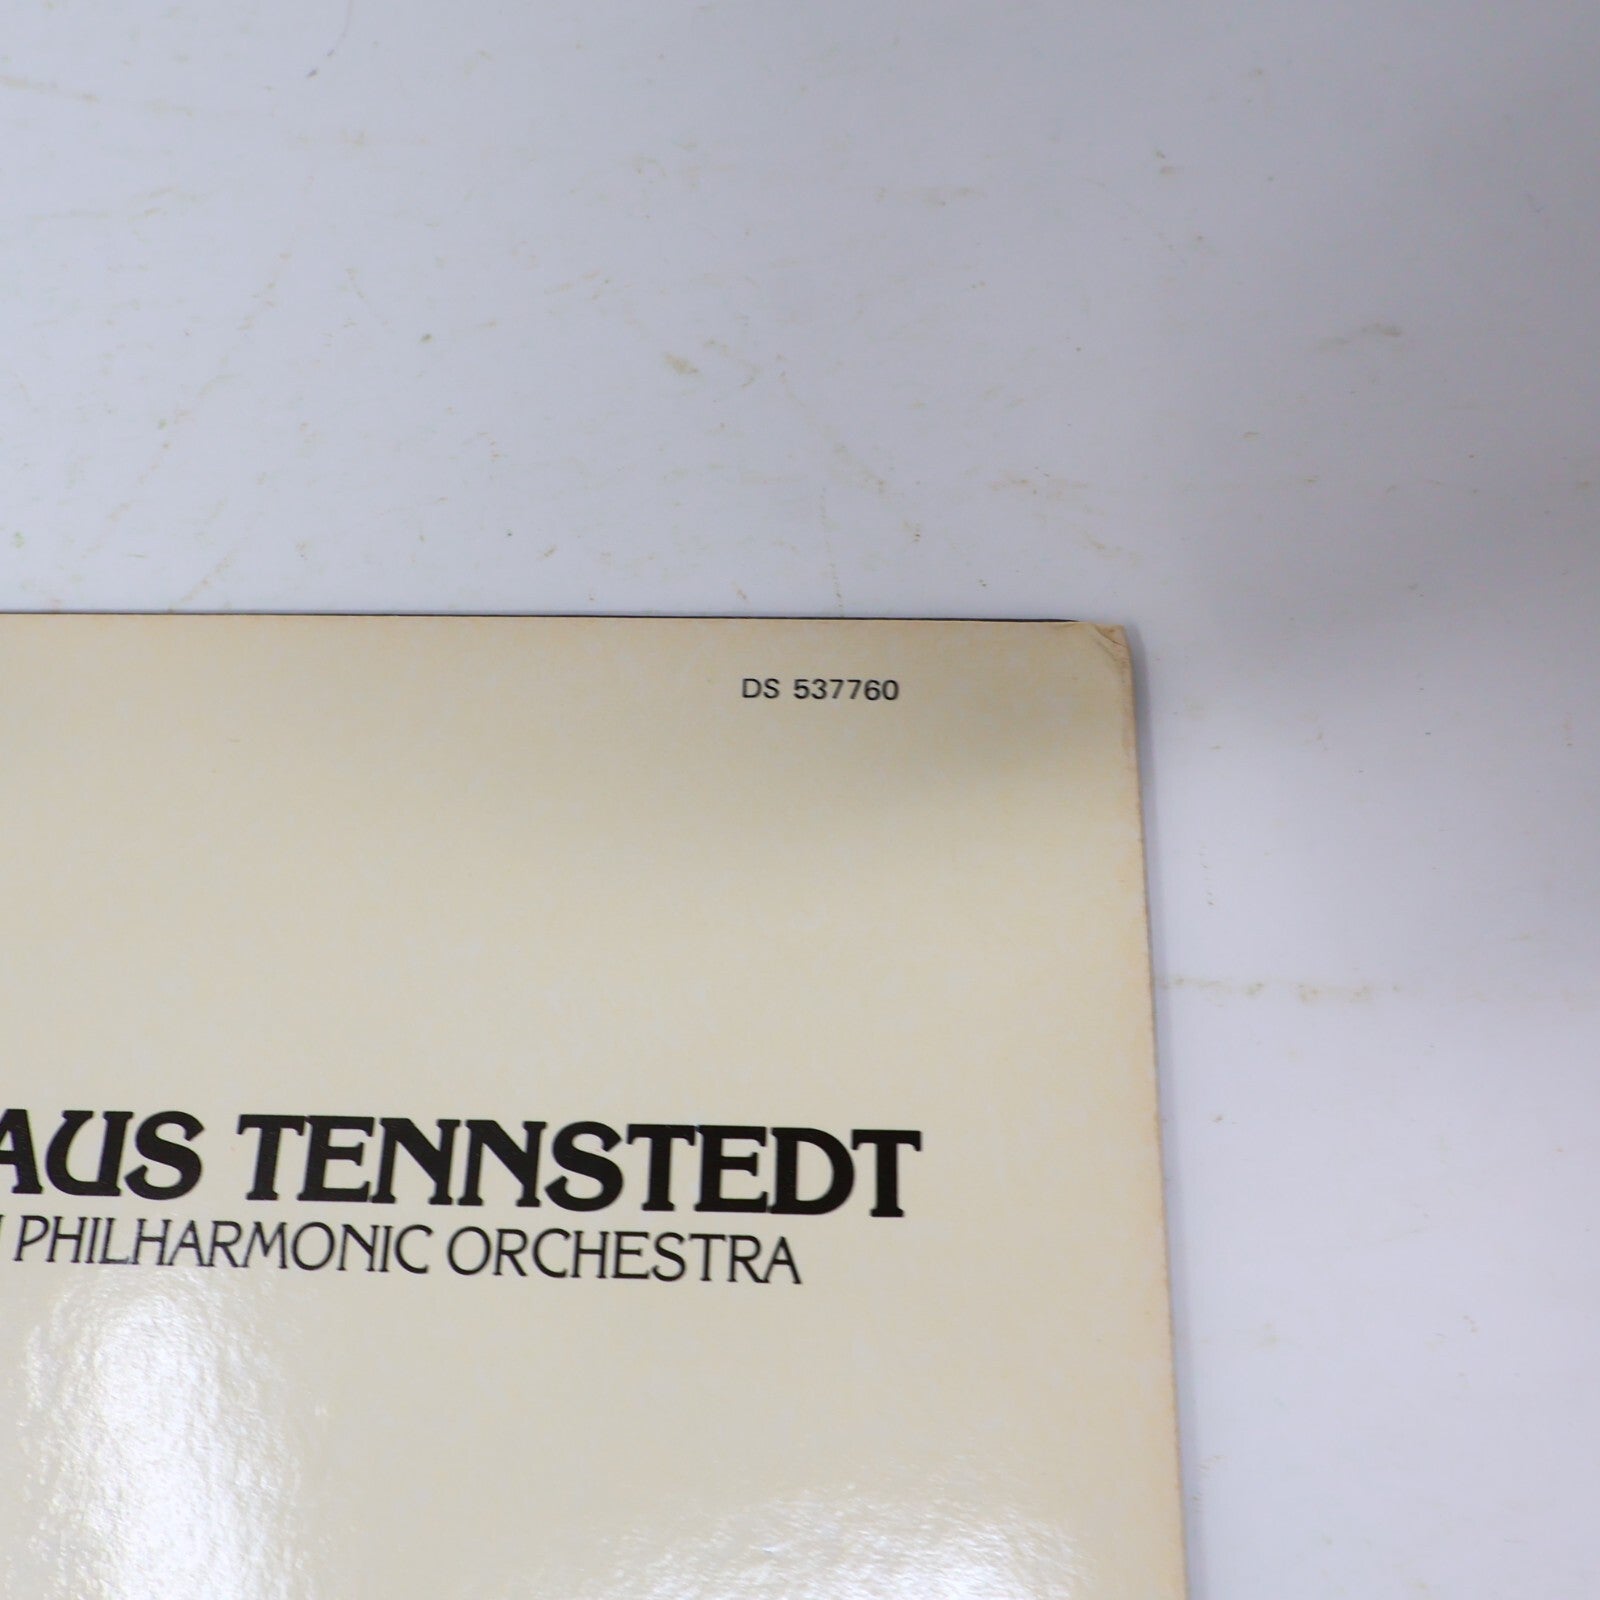 DS 537760
AUS TENNSTEDT
PHILHARMONIC ORCHESTRA